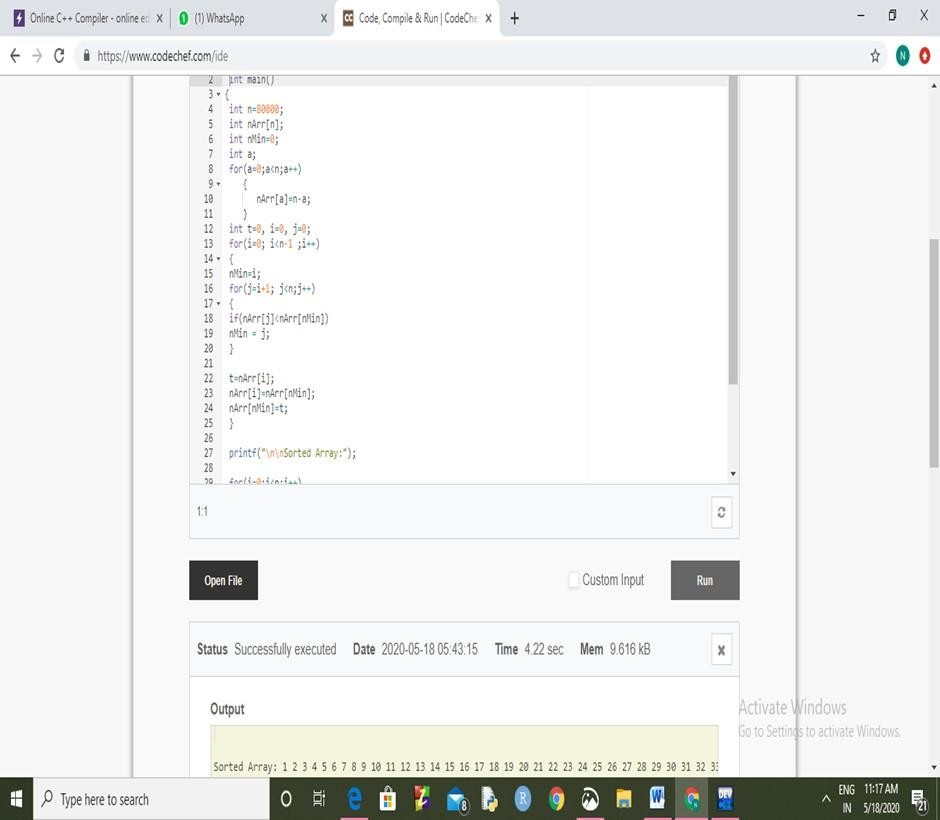 Online C++ Compiler - online ed
(1) WhatsApp
Code, Compile & Run | CodeChe
https://www.codechef.com/ide
N
2 int main()
3 {
4 int n=80000;
5 int nArr[n];
6 int nMin=0;
7 int a;
8 for(a=0;a<n;a++)
9 {
10 nArr[a]=n-a;
11 }
12 int t=0, i=0, j=0;
13 for(i=0; i<n-1 ;i++)
14 {
15 nMin=i;
16 for(j=i+1; j<n;j++)
17 {
18 if(nArr[j]<nArr[nMin])
19 nMin = j;
20 }
21
22 t=nArr[i];
23 nArr[i]=nArr[nMin];
24 nArr[nMin]=t;
25 }
26
27 printf("\n\nSorted Array:");
28
29 for(i=0;i<n;i++)
1:1
Open File
Custom Input
Run
Status Successfully executed Date 2020-05-18 05:43:15 Time 4.22 sec Mem 9.616 kB
Output
Sorted Array: 1 2 3 4 5 6 7 8 9 10 11 12 13 14 15 16 17 18 19 20 21 22 23 24 25 26 27 28 29 30 31 32 33
Activate Windows
Go to Settings to activate Windows.
Type here to search
8
R
W
DEV
ENG 11:17 AM
IN 5/18/2020
21